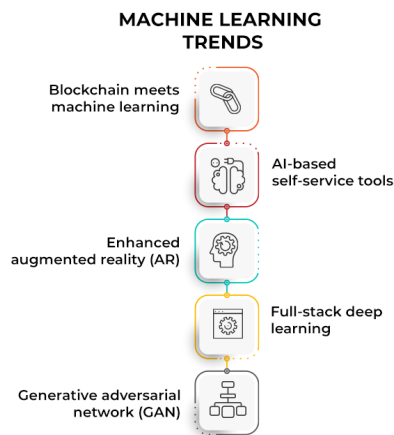 MACHINE LEARNING
TRENDS
Blockchain meets
machine learning
AI-based
self-service tools
Enhanced
augmented reality (AR)
Full-stack deep
learning
Generative adversarial
network (GAN)